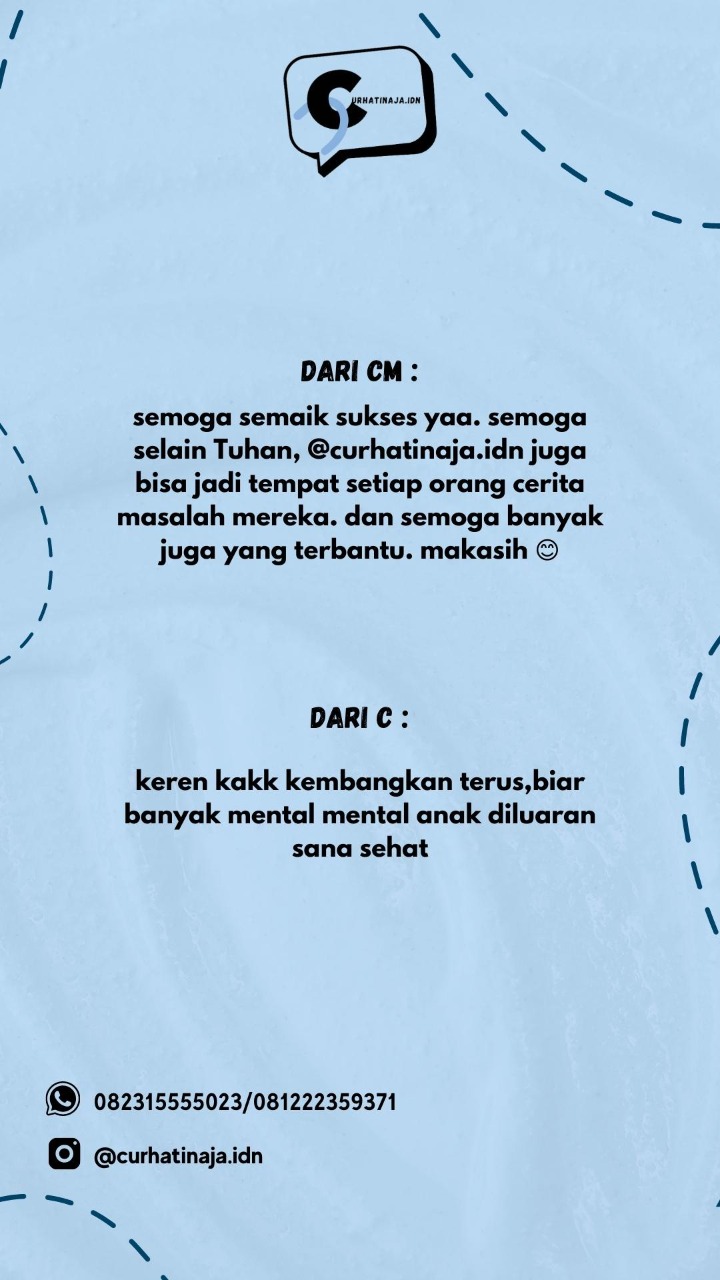 CURHATINAJA.IDN
DARI CM :
semoga semaik sukses yaa. semoga
selain Tuhan, @curhatinaja.idn juga
bisa jadi tempat setiap orang cerita
masalah mereka. dan semoga banyak
juga yang terbantu. makasih 😊
DARI C :
keren kakk kembangkan terus,biar
banyak mental mental anak diluaran
sana sehat
082315555023/081222359371
@curhatinaja.idn